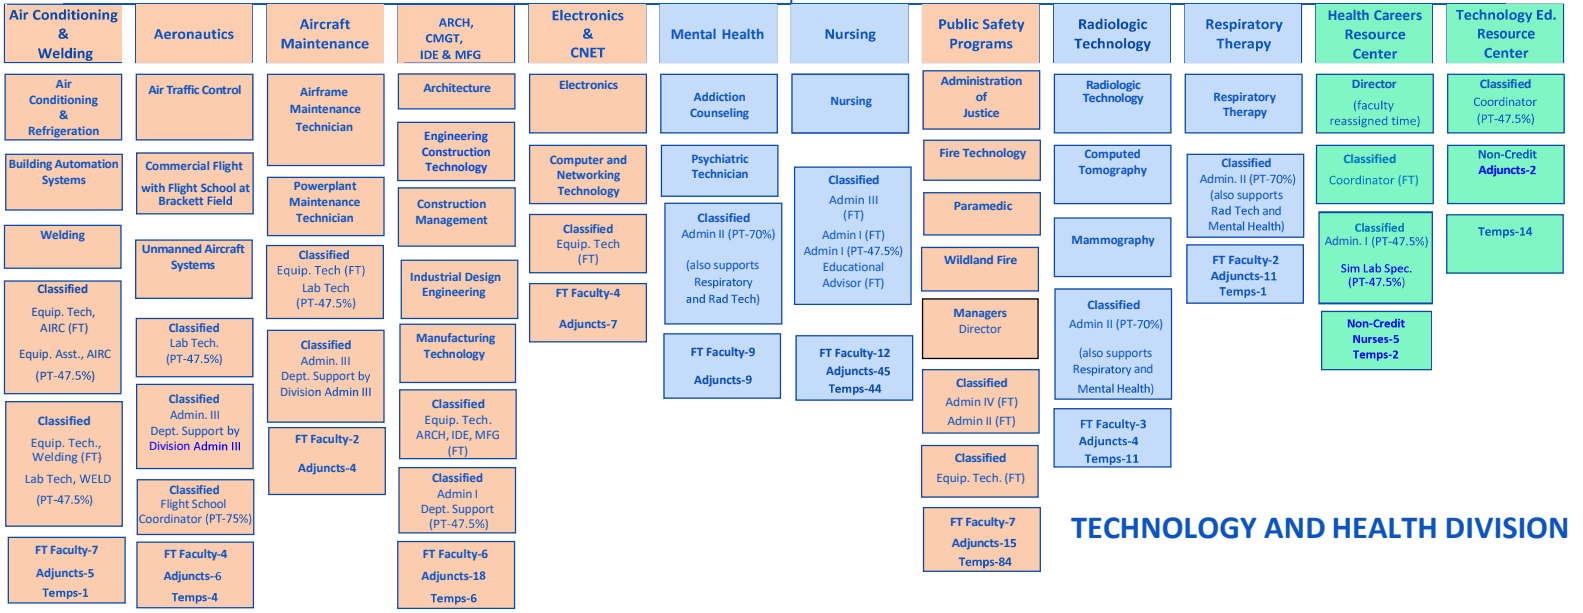 Air Conditioning
&
Welding
Air
Conditioning
&
Refrigeration
Building Automation
Systems
Welding
Classified
Equip. Tech,
AIRC (FT)
Equip. Asst., AIRC
(PT-47.5%)
Classified
Equip. Tech.,
Welding (FT)
Lab Tech, WELD
(PT-47.5%)
FT Faculty-7
Adjuncts-5
Temps-1
Aeronautics
Air Traffic Control
Commercial Flight
with Flight School at
Brackett Field
Unmanned Aircraft
Systems
Classified
Lab Tech.
(PT-47.5%)
Classified
Admin. III
Dept. Support by
Division Admin III
Classified
Flight School
Coordinator (PT-75%)
FT Faculty-4
Adjuncts-6
Temps-4
Aircraft
Maintenance
Airframe
Maintenance
Technician
Powerplant
Maintenance
Technician
Classified
Equip. Tech (FT)
Lab Tech
(PT-47.5%)
Classified
Admin. III
Dept. Support by
Division Admin III
FT Faculty-2
Adjuncts-4
ARCH,
CMGT,
IDE & MFG
Architecture
Engineering
Construction
Technology
Construction
Management
Industrial Design
Engineering
Manufacturing
Technology
Classified
Equip. Tech.
ARCH, IDE, MFG
(FT)
Classified
Admin I
Dept. Support
(PT-47.5%)
FT Faculty-6
Adjuncts-18
Temps-6
Electronics
&
CNET
Electronics
Computer and
Networking
Technology
Classified
Equip. Tech
(FT)
FT Faculty-4
Adjuncts-7
Mental Health
Addiction
Counseling
Psychiatric
Technician
Classified
Admin II (PT-70%)
(also supports
Respiratory
and Rad Tech)
FT Faculty-9
Adjuncts-9
Nursing
Nursing
Classified
Admin III
(FT)
Admin I (FT)
Admin I (PT-47.5%)
Educational
Advisor (FT)
FT Faculty-12
Adjuncts-45
Temps-44
Public Safety
Programs
Administration
of
Justice
Fire Technology
Paramedic
Wildland Fire
Managers
Director
Classified
Admin IV (FT)
Admin II (FT)
Classified
Equip. Tech. (FT)
FT Faculty-7
Adjuncts-15
Temps-84
Radiologic
Technology
Radiologic
Technology
Computed
Tomography
Mammography
Classified
Admin II (PT-70%)
(also supports
Respiratory and
Mental Health)
FT Faculty-3
Adjuncts-4
Temps-11
Respiratory
Therapy
Respiratory
Therapy
Classified
Admin. II (PT-70%)
(also supports
Rad Tech and
Mental Health)
FT Faculty-2
Adjuncts-11
Temps-1
Health Careers
Resource
Center
Director
(faculty
reassigned time)
Classified
Coordinator (FT)
Classified
Admin. I (PT-47.5%)
Sim Lab Spec.
(PT-47.5%)
Non-Credit
Nurses-5
Temps-2
Technology Ed.
Resource
Center
Classified
Coordinator
(PT-47.5%)
Non-Credit
Adjuncts-2
Temps-14
TECHNOLOGY AND HEALTH DIVISION